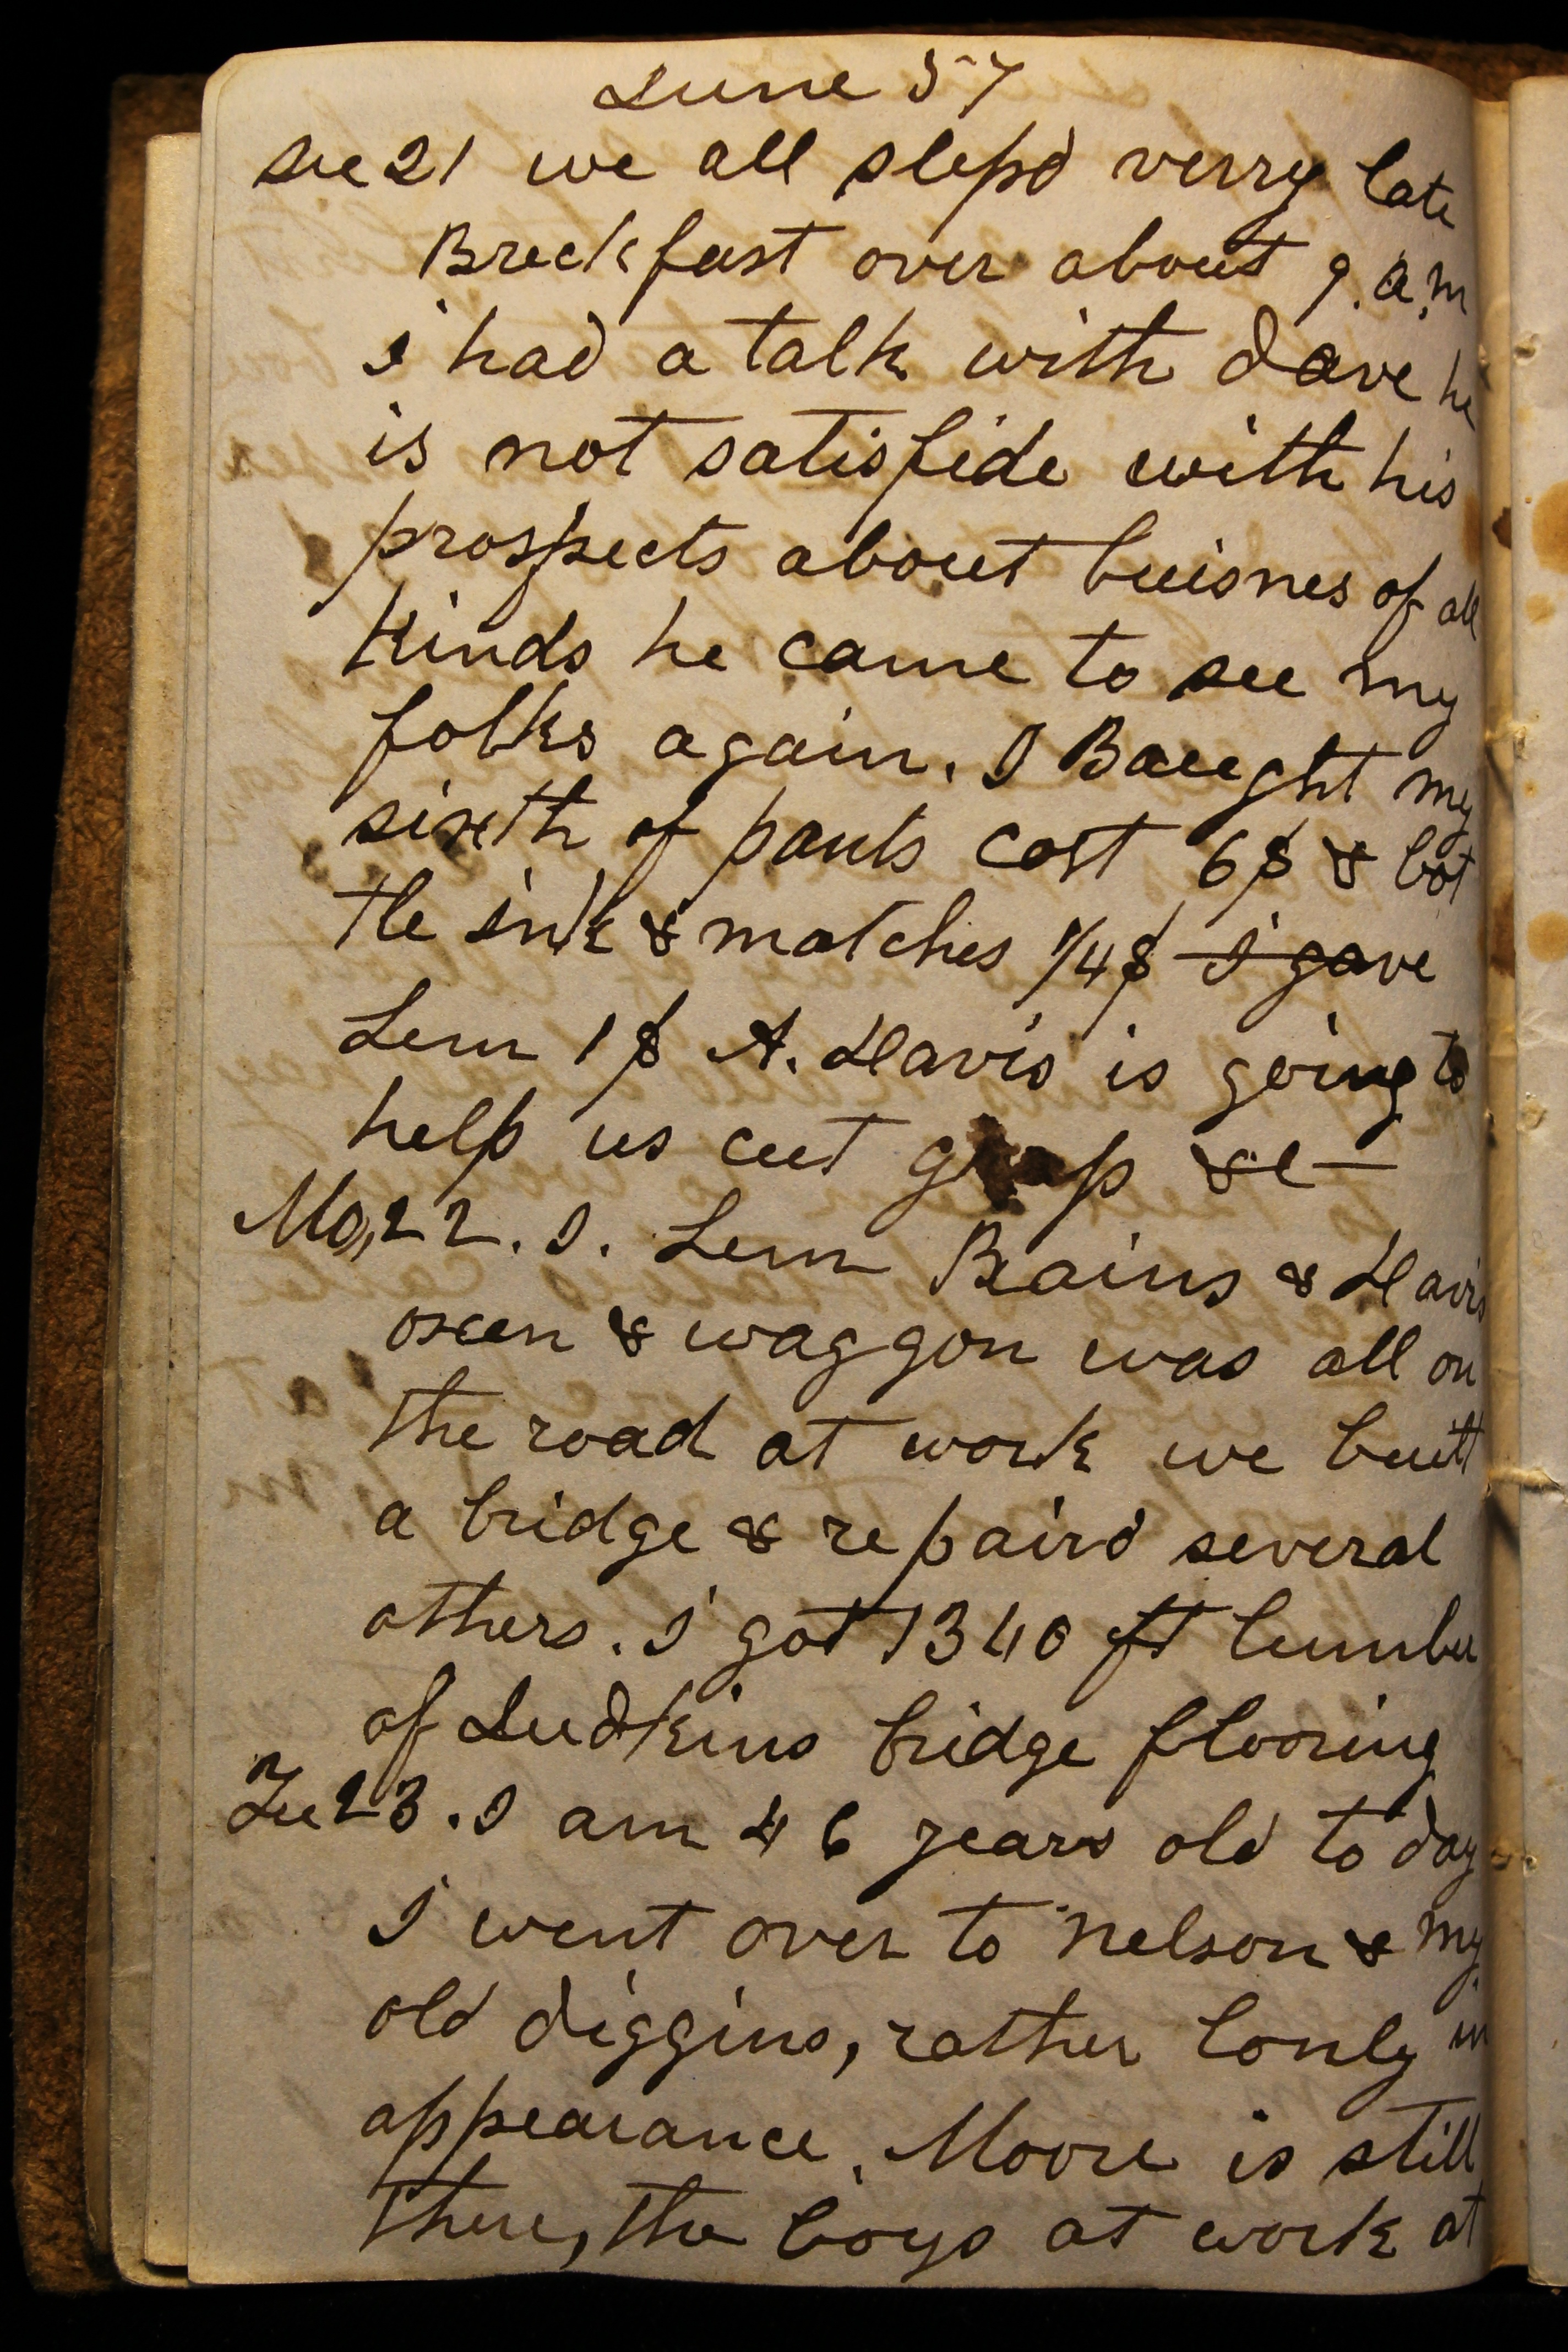 June 57
Su 21 we all slepd verry late
Breckfast over about 9. a.m
I had a talk with dave he
is not satisfide with his
prospects about buisnes of all
kinds he came to see my
folks again. I Baught my
sixth of pants cost 6$ & bot
tle ink & matches 1/4$ I gave
Lem 1$ A. Davis is going to
help us cut &c
Mo, 22. I. Lem Bains & Davis
oxen & waggon was all on
the road at work we built
a bridge & repaird several
others. I got 1340 ft lumber
of Judkins bridge flooring
Tu 23. I am 46 years old to day
I went over to Nelson & my
old diggins, rather lonly in
appearance. Moore is still
there, the boys at work at